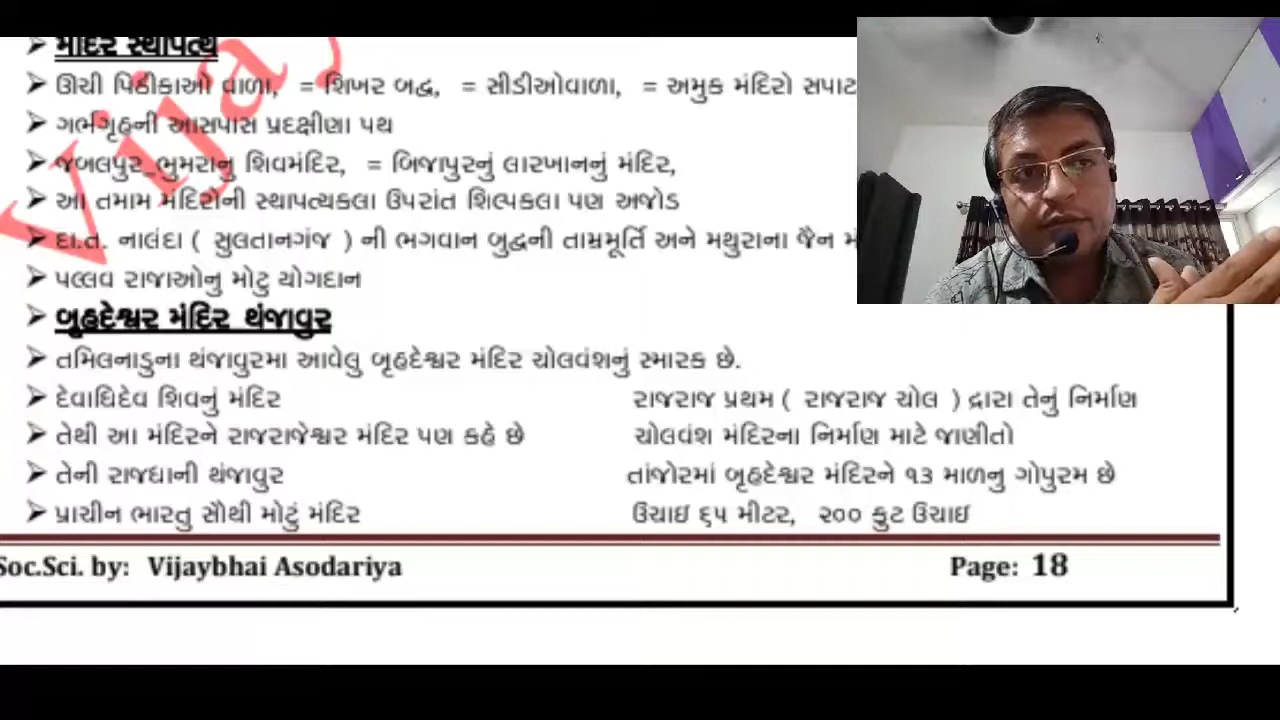 ➤ મંદિર સ્થાપત્ય
➤ ઊંચી પિઠીકાઓ વાળા, = શિખર બદ્ધ, = સીડીઓવાળા, = અમુક મંદિરો સપાટ
➤ ગર્ભગૃહની આસપાસ પ્રદક્ષીણા પથ
➤ જબલપુર_ભુમરાનુ શિવમંદિર, = બિજાપુરનું લારખાનનું મંદિર,
➤ આ તમામ મંદિરોની સ્થાપત્યકલા ઉપરાંત શિલ્પકલા પણ અજોડ
➤ દા.ત. નાલંદા ( સુલતાનગંજ ) ની ભગવાન બુદ્ધની તામ્રમૂર્તિ અને મથુરાના જૈન
➤ પલ્લવ રાજાઓનુ મોટુ યોગદાન
➤ બૃહદેશ્વર મંદિર થંજાવુર
➤ તમિલનાડુના થંજાવુરમા આવેલુ બૃહદેશ્વર મંદિર ચોલવંશનું સ્મારક છે.
➤ દેવાધિદેવ શિવનું મંદિર રાજરાજ પ્રથમ ( રાજરાજ ચોલ ) દ્રારા તેનું નિર્માણ
➤ તેથી આ મંદિરને રાજરાજેશ્વર મંદિર પણ કહે છે ચોલવંશ મંદિરના નિર્માણ માટે જાણીતો
➤ તેની રાજધાની થંજાવુર તાંજોરમાં બૃહદેશ્વર મંદિરને ૧૩ માળનુ ગોપુરમ છે
➤ પ્રાચીન ભારતુ સૌથી મોટું મંદિર ઉંચાઇ ૬૫ મીટર, ૨૦૦ ફુટ ઉંચાઇ
Soc.Sci. by: Vijaybhai Asodariya Page: 18
Vijay